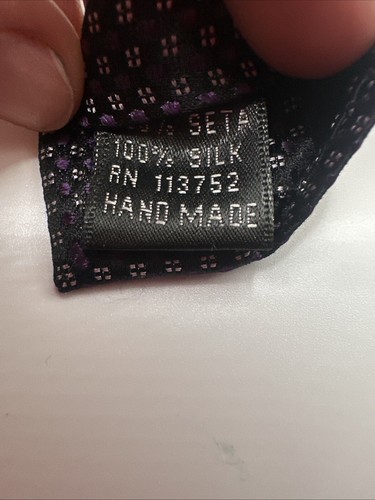 % SETA
100% SILK
RN 113752
HAND MADE